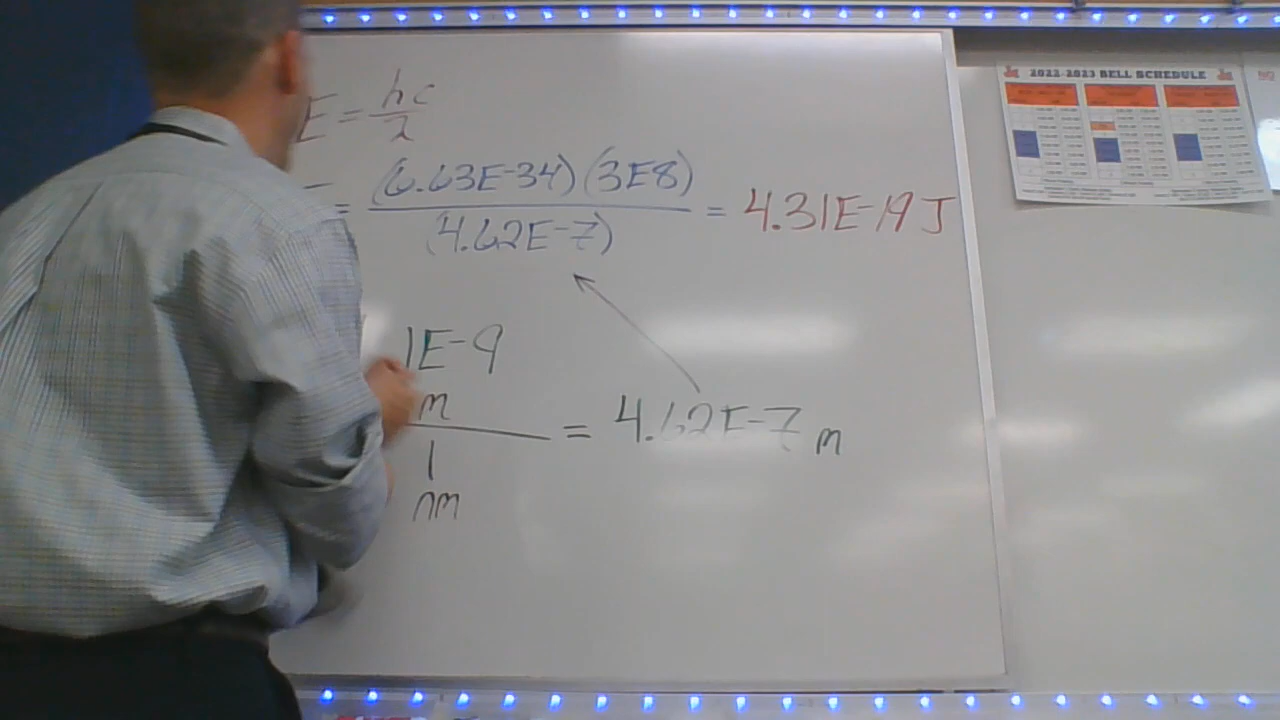 E = hc
λ
= (6.63E-34) (3E8) = 4.31E-19 J
(4.62E-7)
1E-9
m
= 4.62E-7 m
1
nm
2022-2023 BELL SCHEDULE